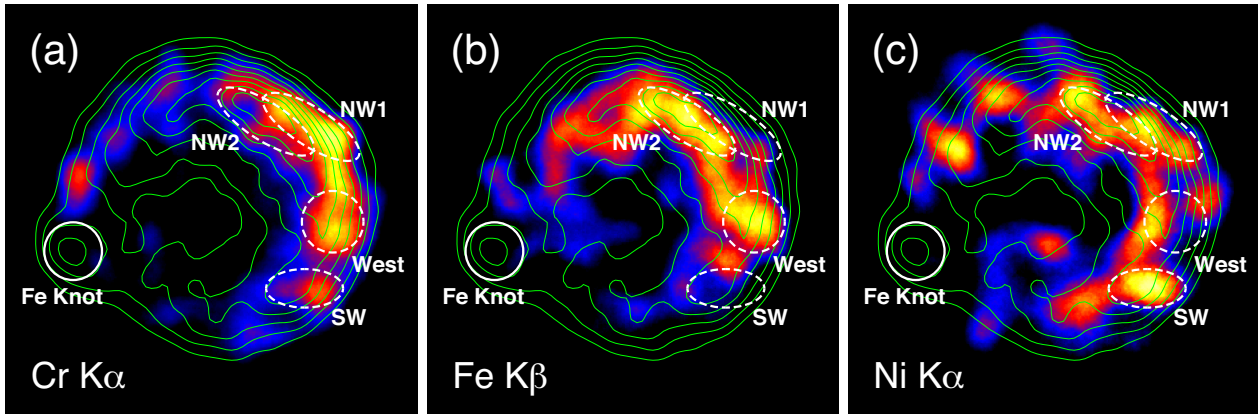 (a)
NW1
NW2
West
Fe Knot
SW
Cr Kα
(b)
NW1
NW2
West
Fe Knot
SW
Fe Kβ
(c)
NW1
NW2
West
Fe Knot
SW
Ni Kα